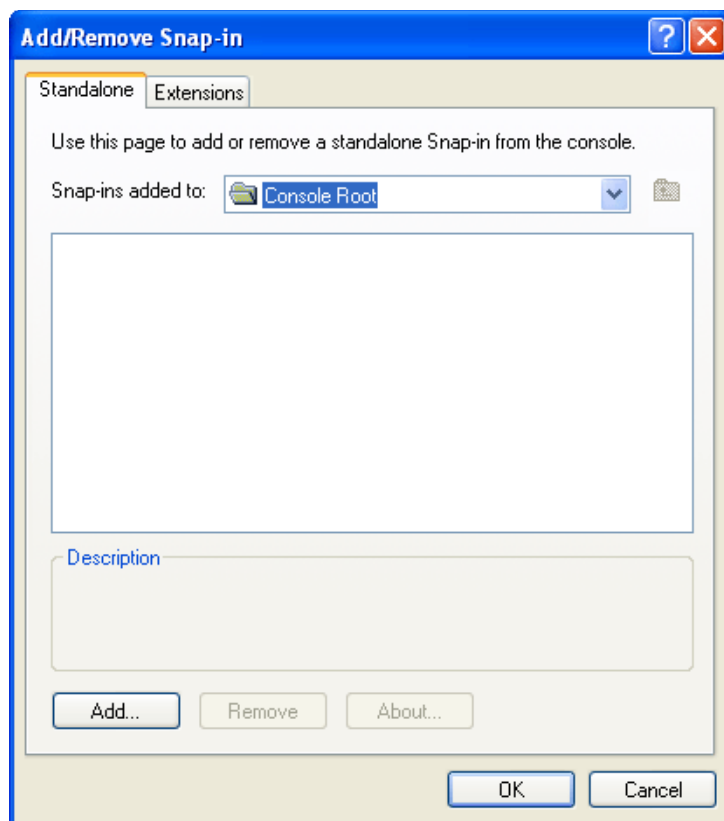 Add/Remove Snap-in
Standalone Extensions
Use this page to add or remove a standalone Snap-in from the console.
Snap-ins added to: Console Root
Description
Add... Remove About...
OK Cancel